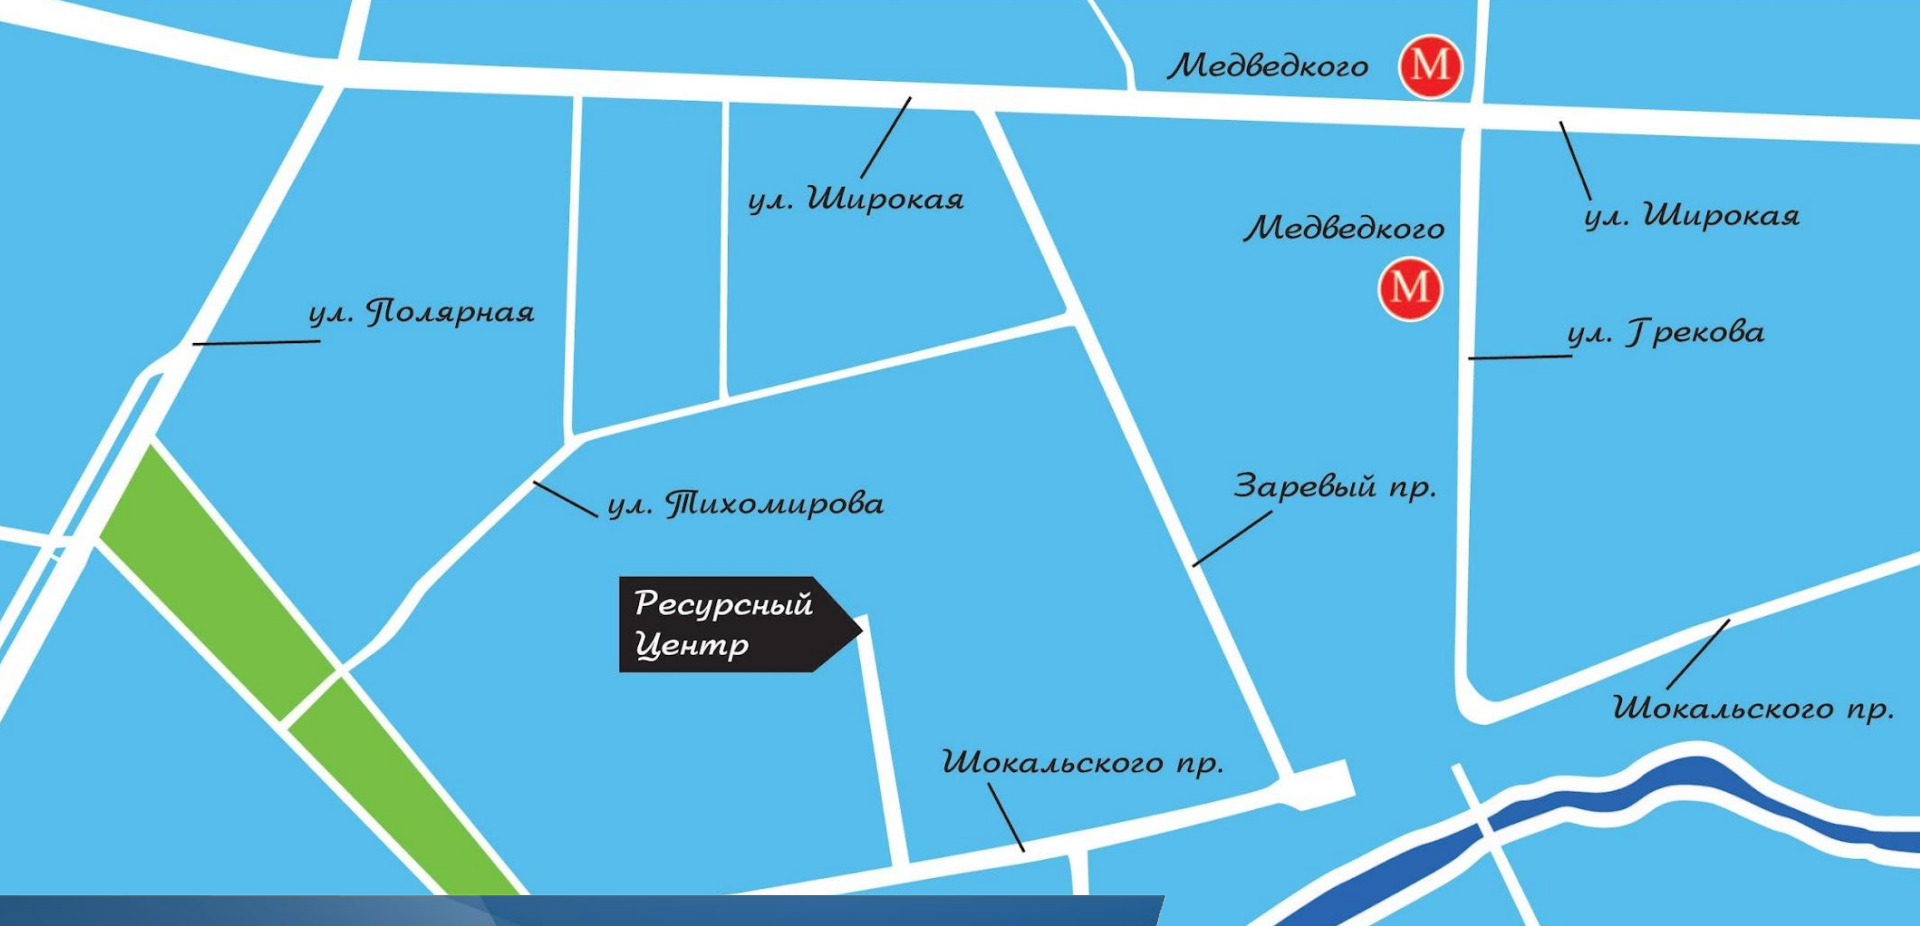 Медведкого
М
ул. Широкая
ул. Широкая
Медведкого
М
ул. Полярная
ул. Грекова
ул. Тихомирова
Заревый пр.
Ресурсный
Центр
Шокальского пр.
Шокальского пр.